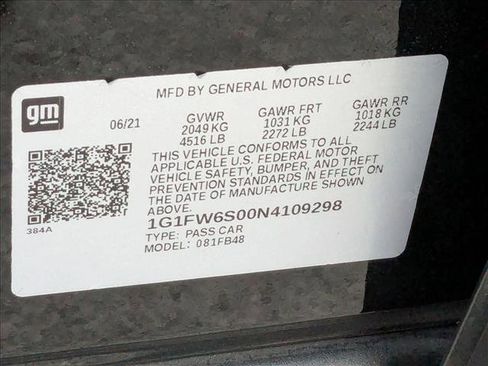 MFD BY GENERAL MOTORS LLC
gm
06/21 GVWR GAWR FRT GAWR RR
2049 KG 1031 KG 1018 KG
4516 LB 2272 LB 2244 LB
THIS VEHICLE CONFORMS TO ALL
APPLICABLE U.S. FEDERAL MOTOR
VEHICLE SAFETY, BUMPER, AND THEFT
PREVENTION STANDARDS IN EFFECT ON
THE DATE OF MANUFACTURE SHOWN
ABOVE.
384A
1G1FW6S00N4109298
TYPE: PASS CAR
MODEL: 081FB48